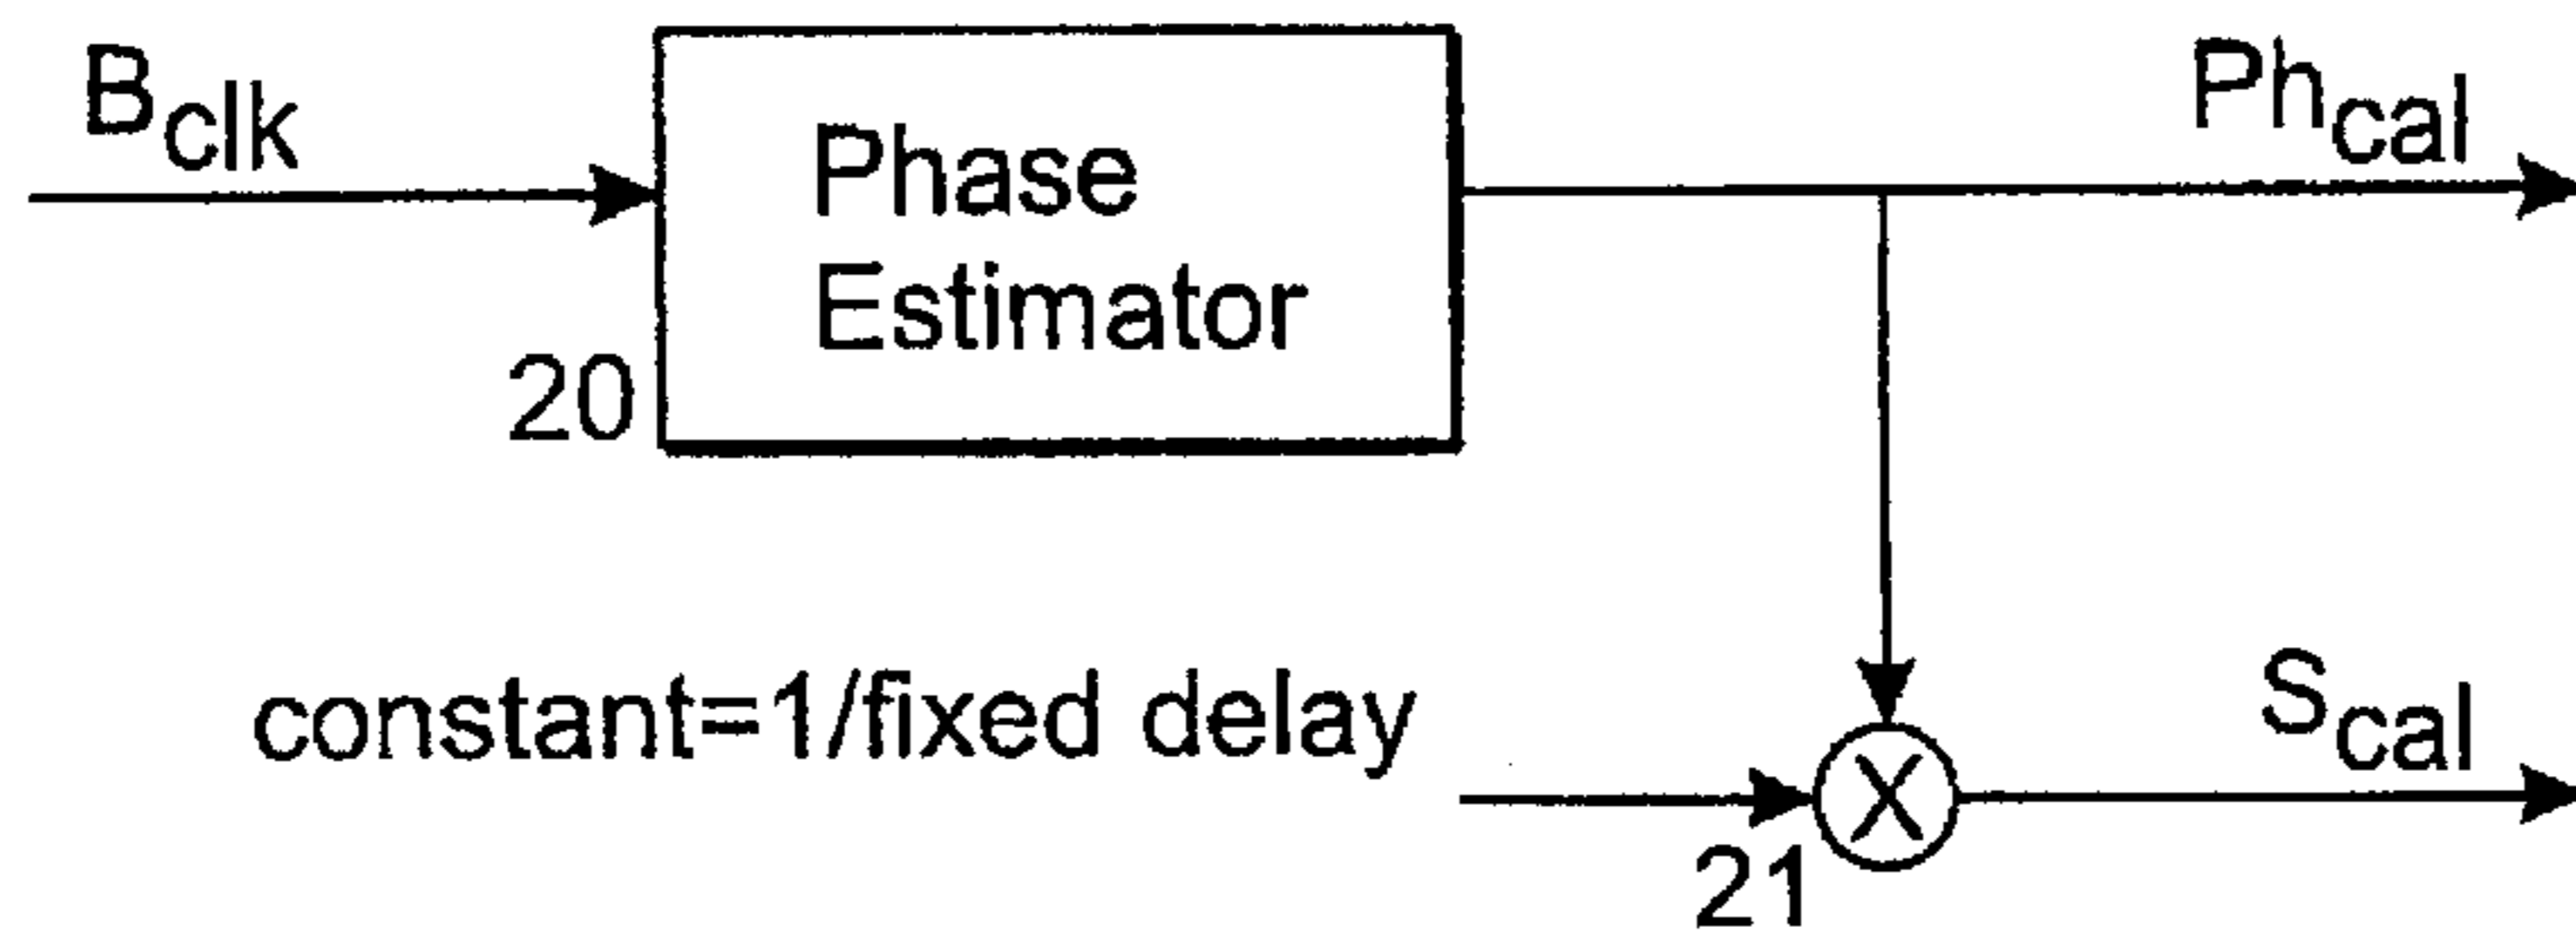 Bclk
Phase
Estimator
20
Phcal
constant=1/fixed delay
X
21
Scal